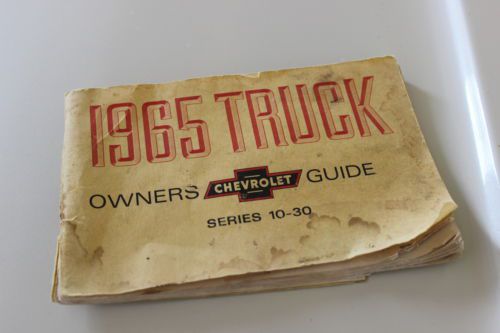 1965 TRUCK
OWNERS CHEVROLET GUIDE
SERIES 10-30